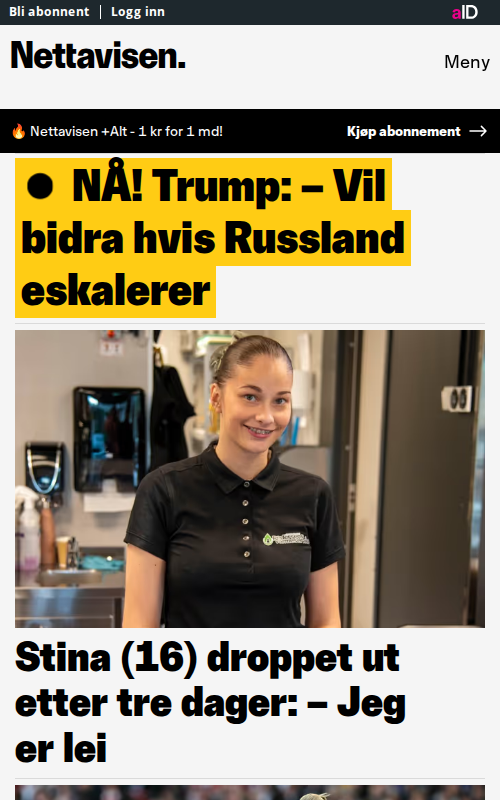 Bli abonnent | Logg inn
aID
Nettavisen.
Meny
🔥 Nettavisen +Alt - 1 kr for 1 md!
Kjøp abonnement →
NÅ! Trump: – Vil
bidra hvis Russland
eskalerer
Stina (16) droppet ut
etter tre dager: – Jeg
er lei